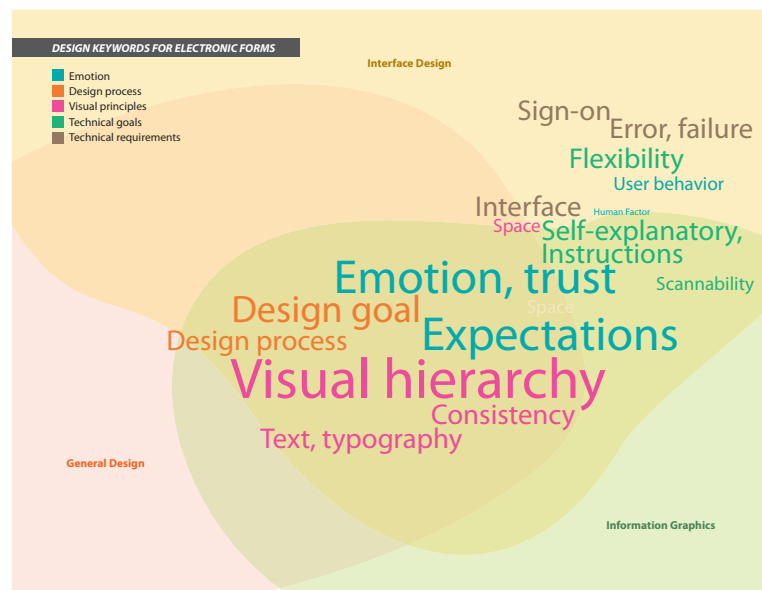 DESIGN KEYWORDS FOR ELECTRONIC FORMS
Interface Design
Emotion
Design process
Visual principles
Technical goals
Technical requirements
Sign-on
Error, failure
Flexibility
User behavior
Interface
Human Factor
Space
Self-explanatory,
Instructions
Emotion, trust
Scannability
Space
Design goal
Expectations
Design process
Visual hierarchy
Consistency
Text, typography
General Design
Information Graphics